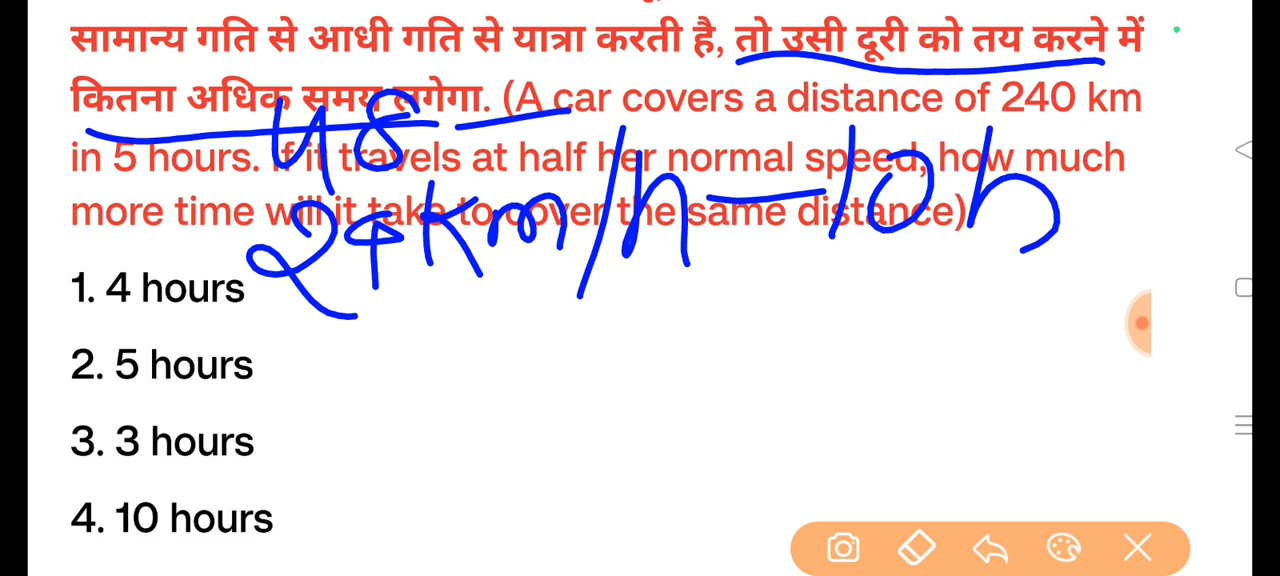 सामान्य गति से आधी गति से यात्रा करती है, तो उसी दूरी को तय करने में
कितना अधिक समय लगेगा. (A car covers a distance of 240 km
48
in 5 hours. If it travels at half her normal speed, how much
more time will it take to cover the same distance)
24km/h — 10h
1. 4 hours
2. 5 hours
3. 3 hours
4. 10 hours